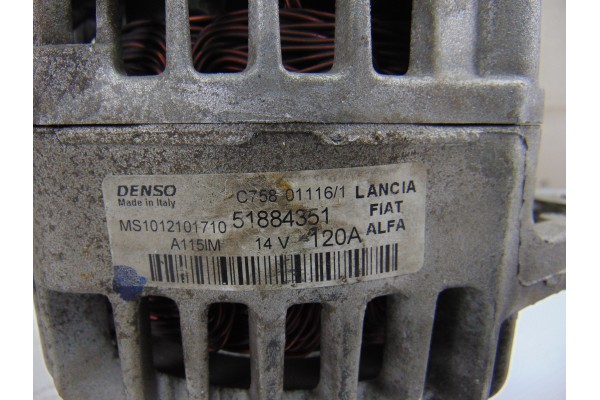 DENSO
Made in Italy
C758 01116/1
LANCIA
FIAT
ALFA
MS1012101710
51884351
A115IM
14 V
120A